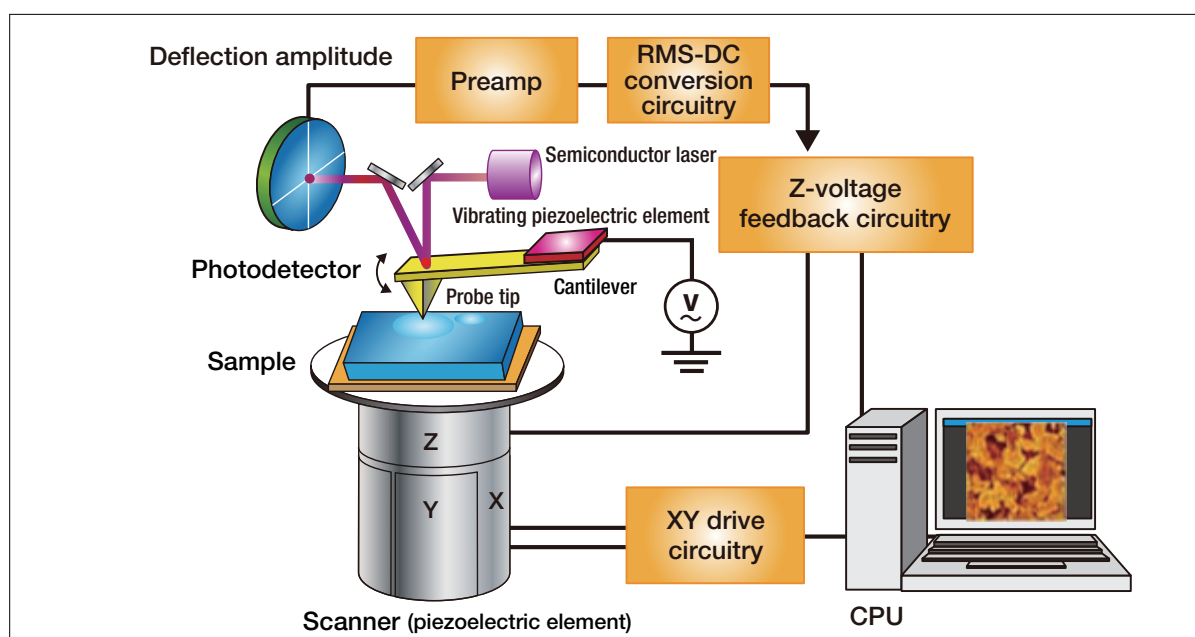 Deflection amplitude
Preamp
RMS-DC
conversion
circuitry
Semiconductor laser
Vibrating piezoelectric element
Z-voltage
feedback circuitry
Photodetector
Cantilever
Probe tip
V
~
Sample
Z
Y
X
XY drive
circuitry
Scanner (piezoelectric element)
CPU